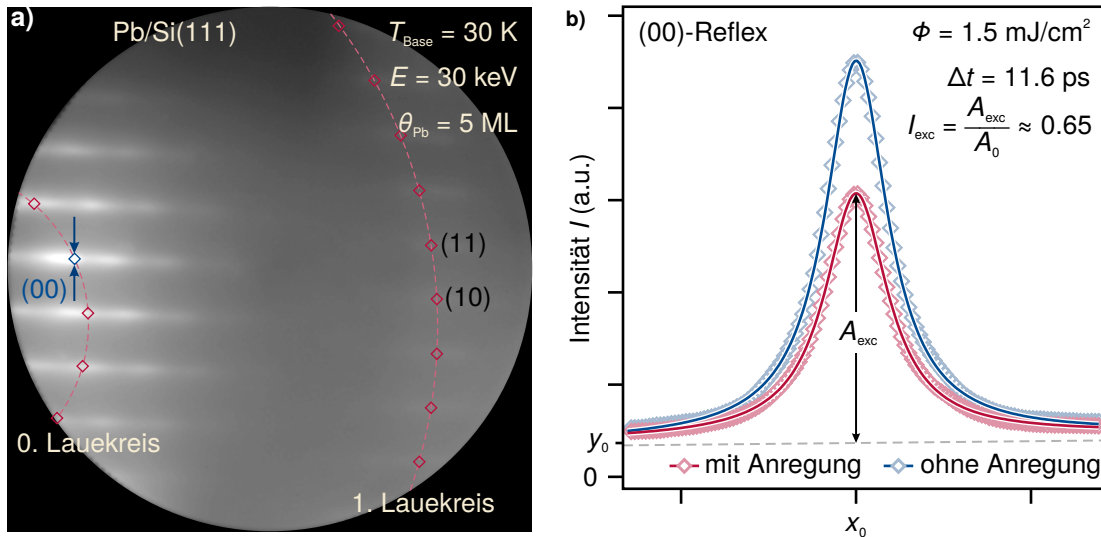 a)
Pb/Si(111)
T_Base = 30 K
E = 30 keV
θ_Pb = 5 ML
(11)
(00)
(10)
0. Lauekreis
1. Lauekreis
b)
(00)-Reflex
Φ = 1.5 mJ/cm²
Δt = 11.6 ps
I_exc = A_exc / A_0 ≈ 0.65
Intensität I (a.u.)
A_exc
y_0
0
mit Anregung
ohne Anregung
x_0